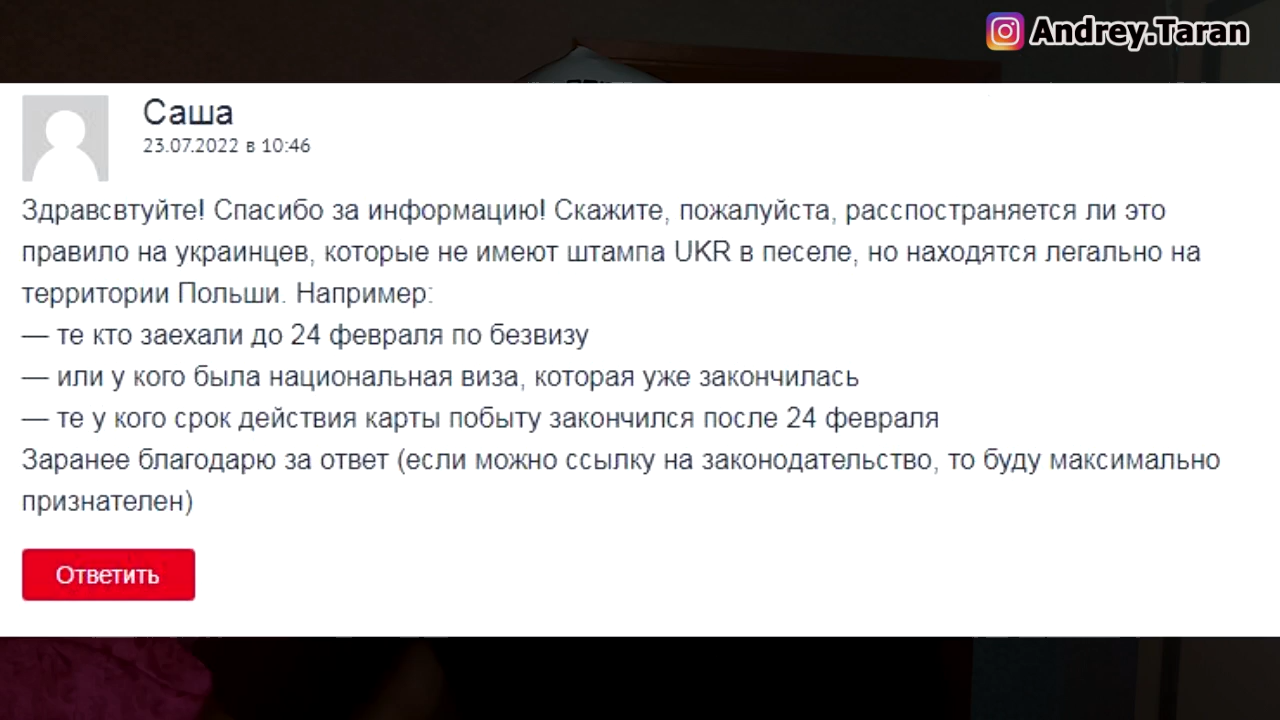 Andrey.Taran
Саша
23.07.2022 в 10:46
Здравсвтуйте! Спасибо за информацию! Скажите, пожалуйста, расспостраняется ли это
правило на украинцев, которые не имеют штампа UKR в песеле, но находятся легально на
территории Польши. Например:
— те кто заехали до 24 февраля по безвизу
— или у кого была национальная виза, которая уже закончилась
— те у кого срок действия карты побыту закончился после 24 февраля
Заранее благодарю за ответ (если можно ссылку на законодательство, то буду максимально
признателен)
Ответить